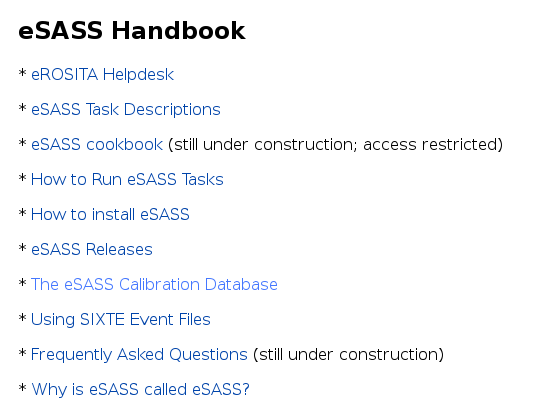 eSASS Handbook
* eROSITA Helpdesk
* eSASS Task Descriptions
* eSASS cookbook (still under construction; access restricted)
* How to Run eSASS Tasks
* How to install eSASS
* eSASS Releases
* The eSASS Calibration Database
* Using SIXTE Event Files
* Frequently Asked Questions (still under construction)
* Why is eSASS called eSASS?